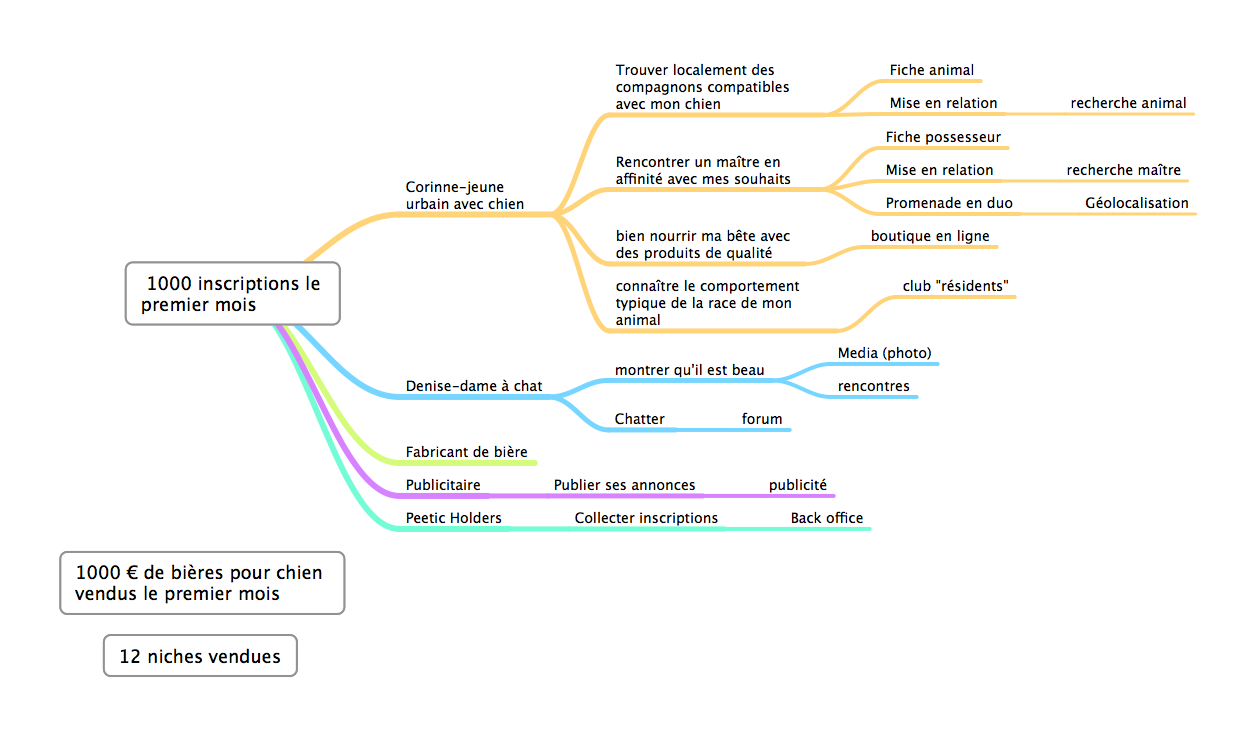 Trouver localement des
compagnons compatibles
avec mon chien
Fiche animal
Mise en relation
recherche animal
Fiche possesseur
Rencontrer un maître en
affinité avec mes souhaits
Mise en relation
recherche maître
Promenade en duo
Géolocalisation
Corinne-jeune
urbain avec chien
bien nourrir ma bête avec
des produits de qualité
boutique en ligne
connaître le comportement
typique de la race de mon
animal
club "résidents"
1000 inscriptions le
premier mois
Denise-dame à chat
montrer qu'il est beau
Media (photo)
rencontres
Chatter
forum
Fabricant de bière
Publicitaire
Publier ses annonces
publicité
Peetic Holders
Collecter inscriptions
Back office
1000 € de bières pour chien
vendus le premier mois
12 niches vendues